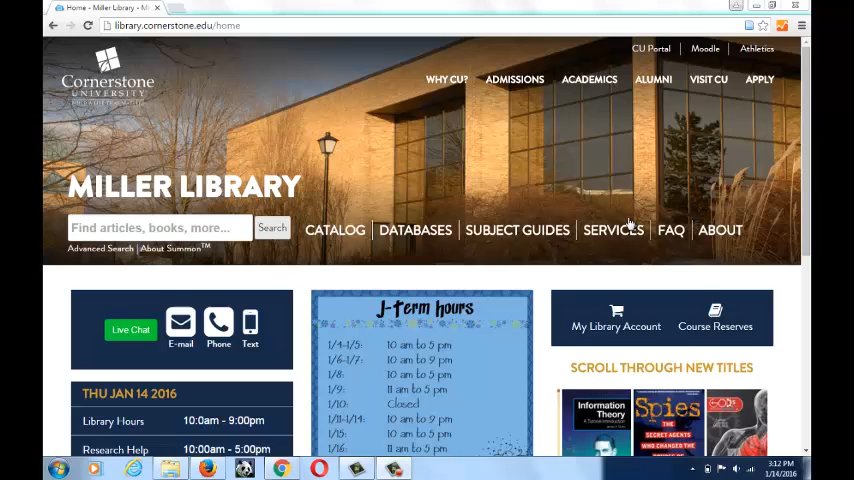 Home - Miller Library - M
library.cornerstone.edu/home
CU Portal Moodle Athletics
Cornerstone
UNIVERSITY
WHY CU? ADMISSIONS ACADEMICS ALUMNI VISIT CU APPLY
MILLER LIBRARY
Find articles, books, more... Search
CATALOG DATABASES SUBJECT GUIDES SERVICES FAQ ABOUT
Advanced Search | About Summon™
Live Chat
E-mail Phone Text
THU JAN 14 2016
Library Hours 10:00am - 9:00pm
Research Help 10:00am - 5:00pm
J-Term hours
1/4-1/5: 10 am to 5 pm
1/6-1/7: 10 am to 9 pm
1/8: 10 am to 5 pm
1/9: 11 am to 5 pm
1/10: Closed
1/11-1/14: 10 am to 9 pm
1/15: 10 am to 5 pm
1/16: 11 am to 5 pm
My Library Account Course Reserves
SCROLL THROUGH NEW TITLES
Information
Theory
A Tutorial Introduction
Spies
THE
SECRET AGENTS
WHO CHANGED THE
GODS
3:12 PM
1/14/2016